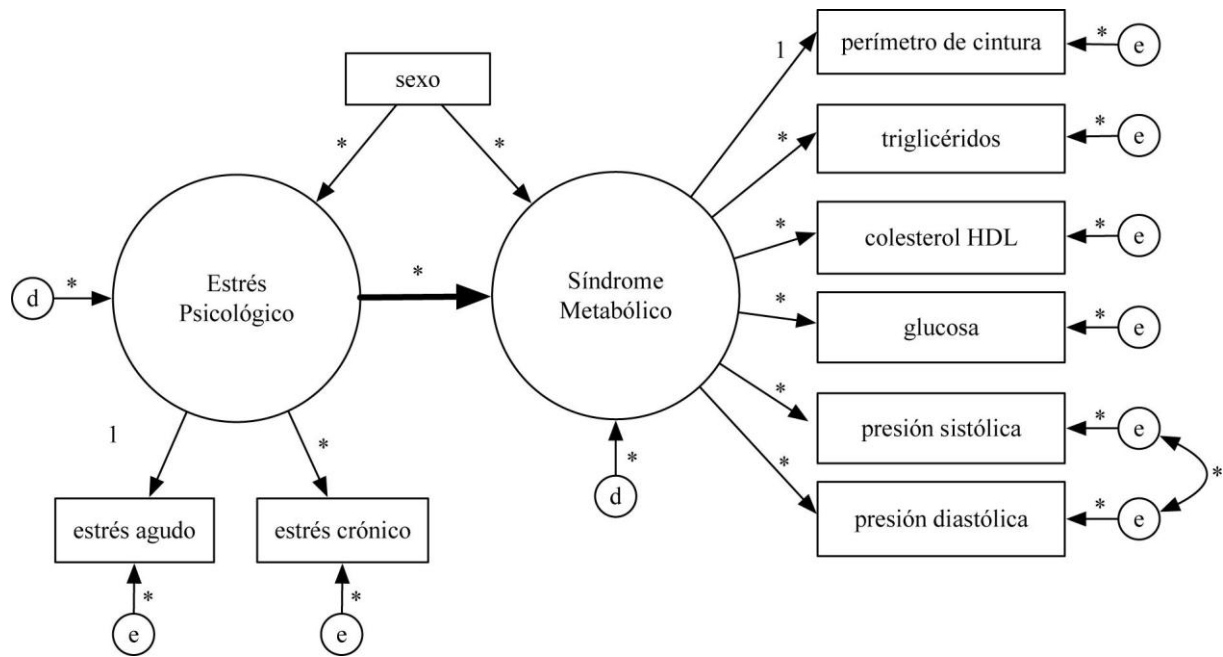 1
perímetro de cintura
*
e
sexo
*
triglicéridos
*
e
*
*
*
colesterol HDL
*
e
Estrés
Psicológico
*
Síndrome
Metabólico
d
*
*
glucosa
*
e
*
presión sistólica
*
e
1
*
*
d
*
presión diastólica
*
e
*
estrés agudo
estrés crónico
*
e
*
e